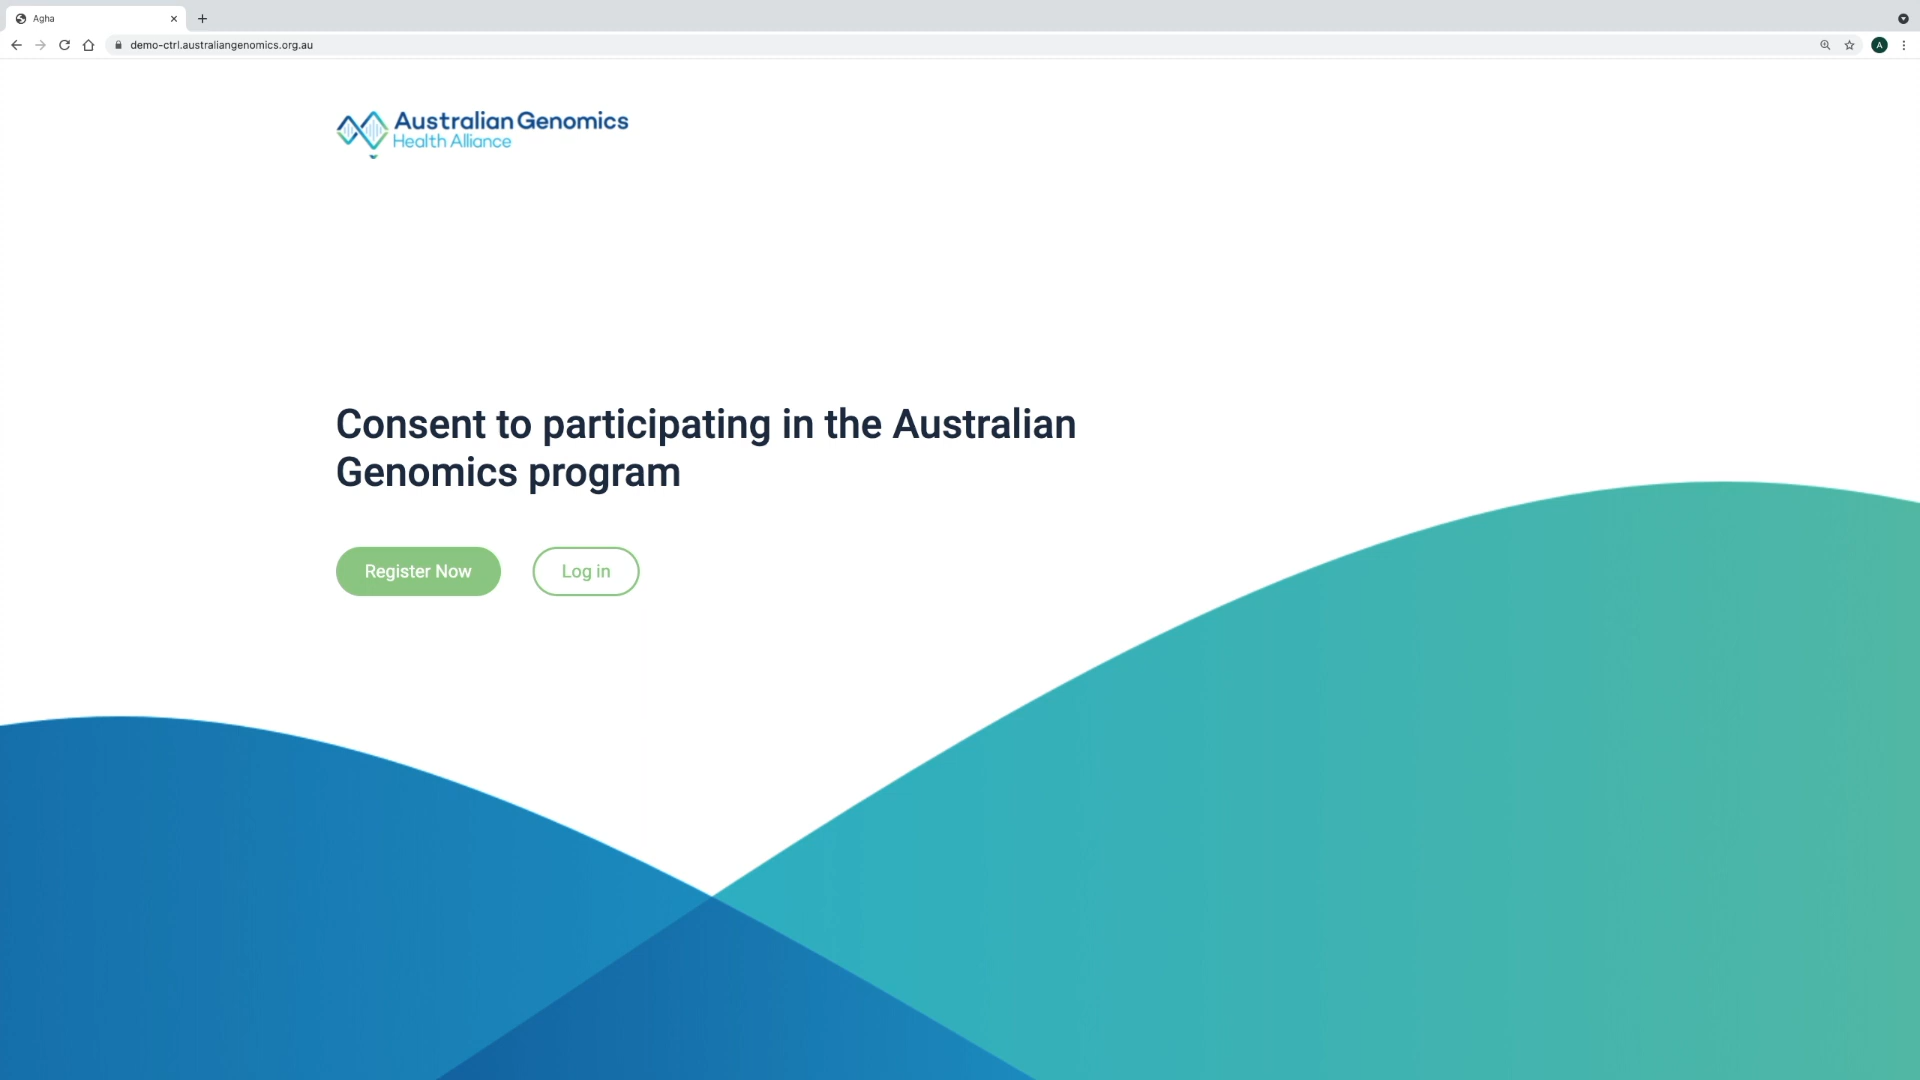 Agha
demo-ctrl.australiangenomics.org.au
A
Australian Genomics
Health Alliance
Consent to participating in the Australian
Genomics program
Register Now
Log in